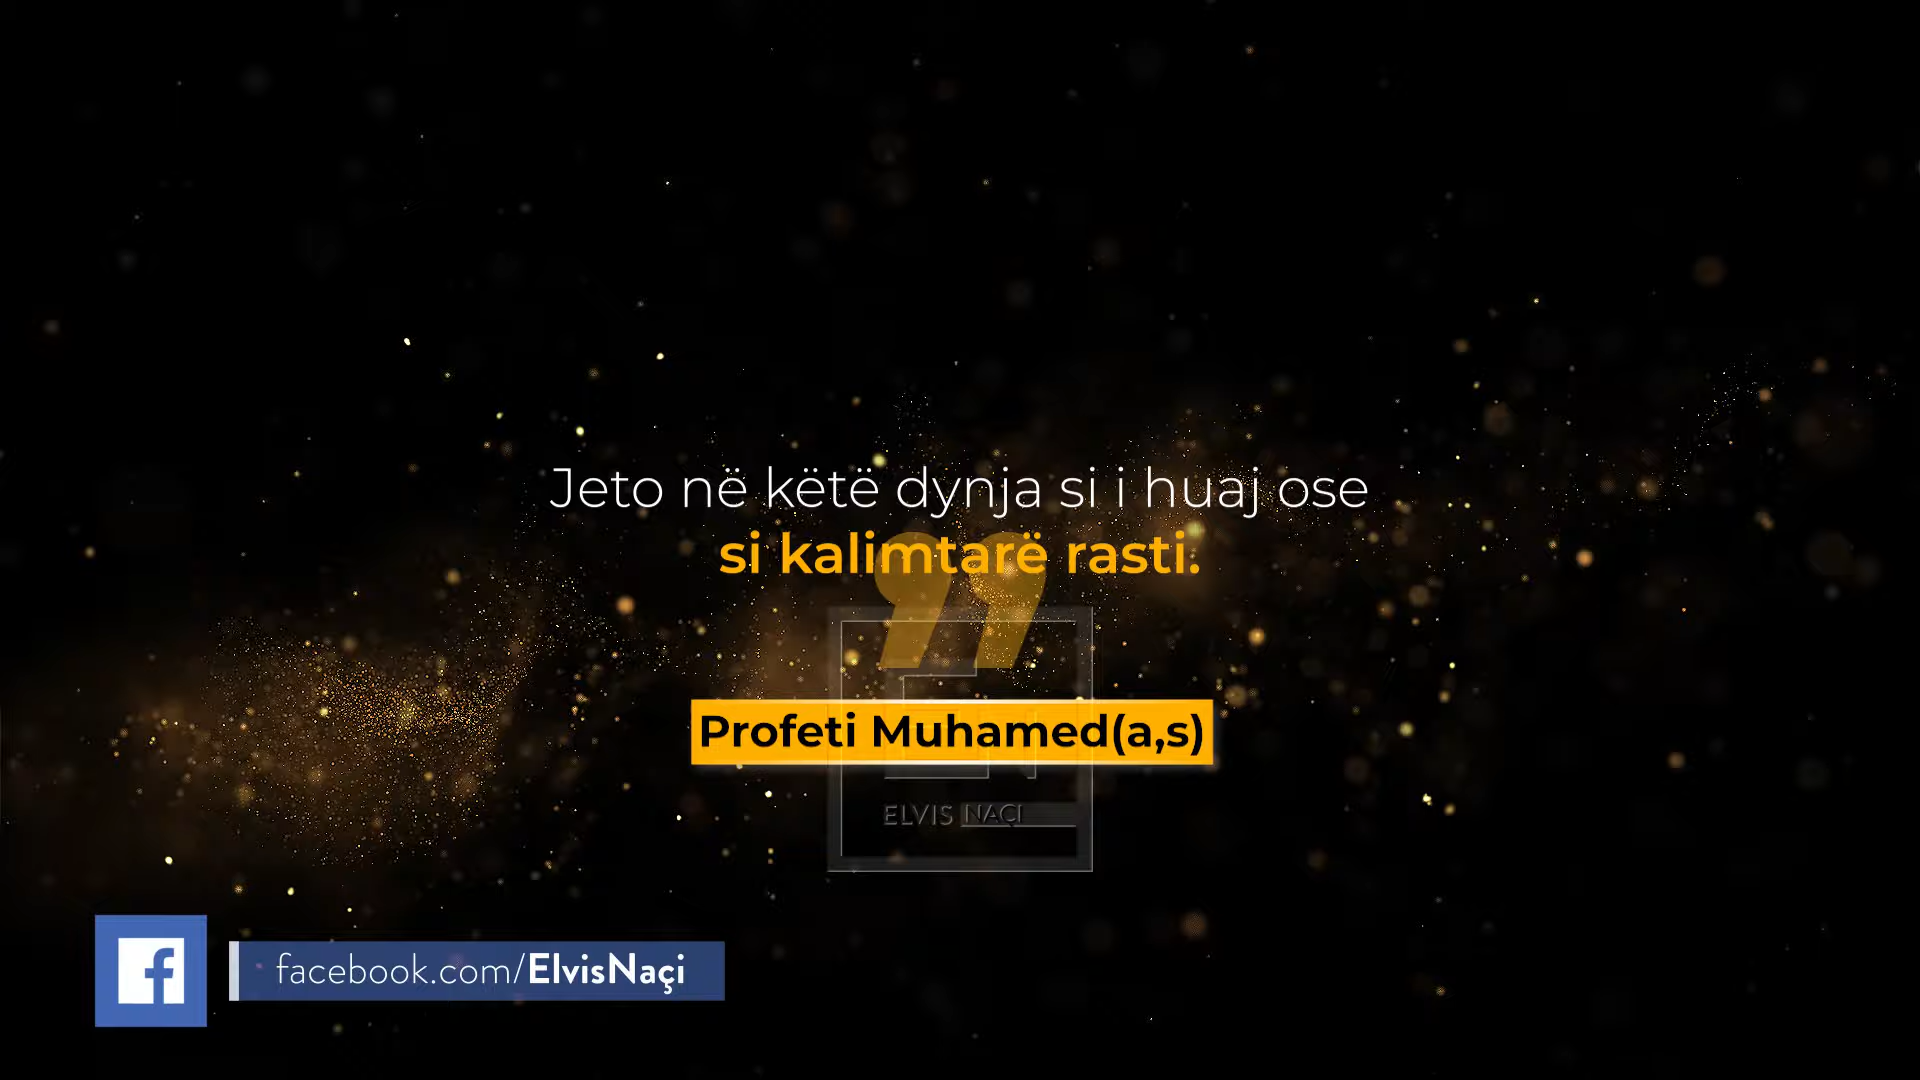 Jeto në këtë dynja si i huaj ose
si kalimtarë rasti.
”
Profeti Muhamed(a,s)
ELVIS NAÇI
facebook.com/ElvisNaçi